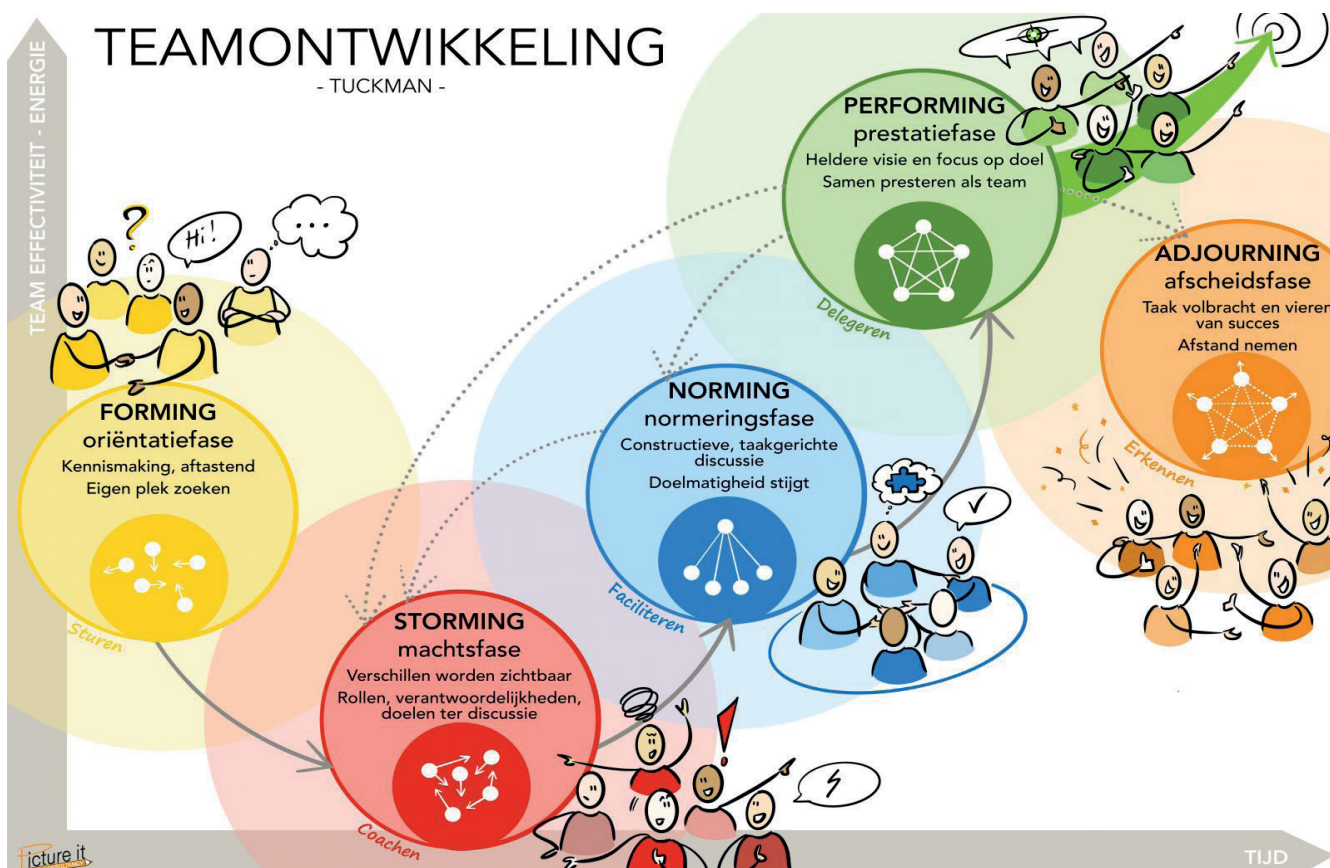 TEAMONTWIKKELING
- TUCKMAN -
TEAM EFFECTIVITEIT - ENERGIE
?
Hi!
...
FORMING
oriëntatiefase
Kennismaking, aftastend
Eigen plek zoeken
Sturen
STORMING
machtsfase
Verschillen worden zichtbaar
Rollen, verantwoordelijkheden,
doelen ter discussie
Coachen
!
NORMING
normeringsfase
Constructieve, taakgerichte
discussie
Doelmatigheid stijgt
Faciliteren
PERFORMING
prestatiefase
Heldere visie en focus op doel
Samen presteren als team
Delegeren
ADJOURNING
afscheidsfase
Taak volbracht en vieren
van succes
Afstand nemen
Erkennen
Picture it
TIJD